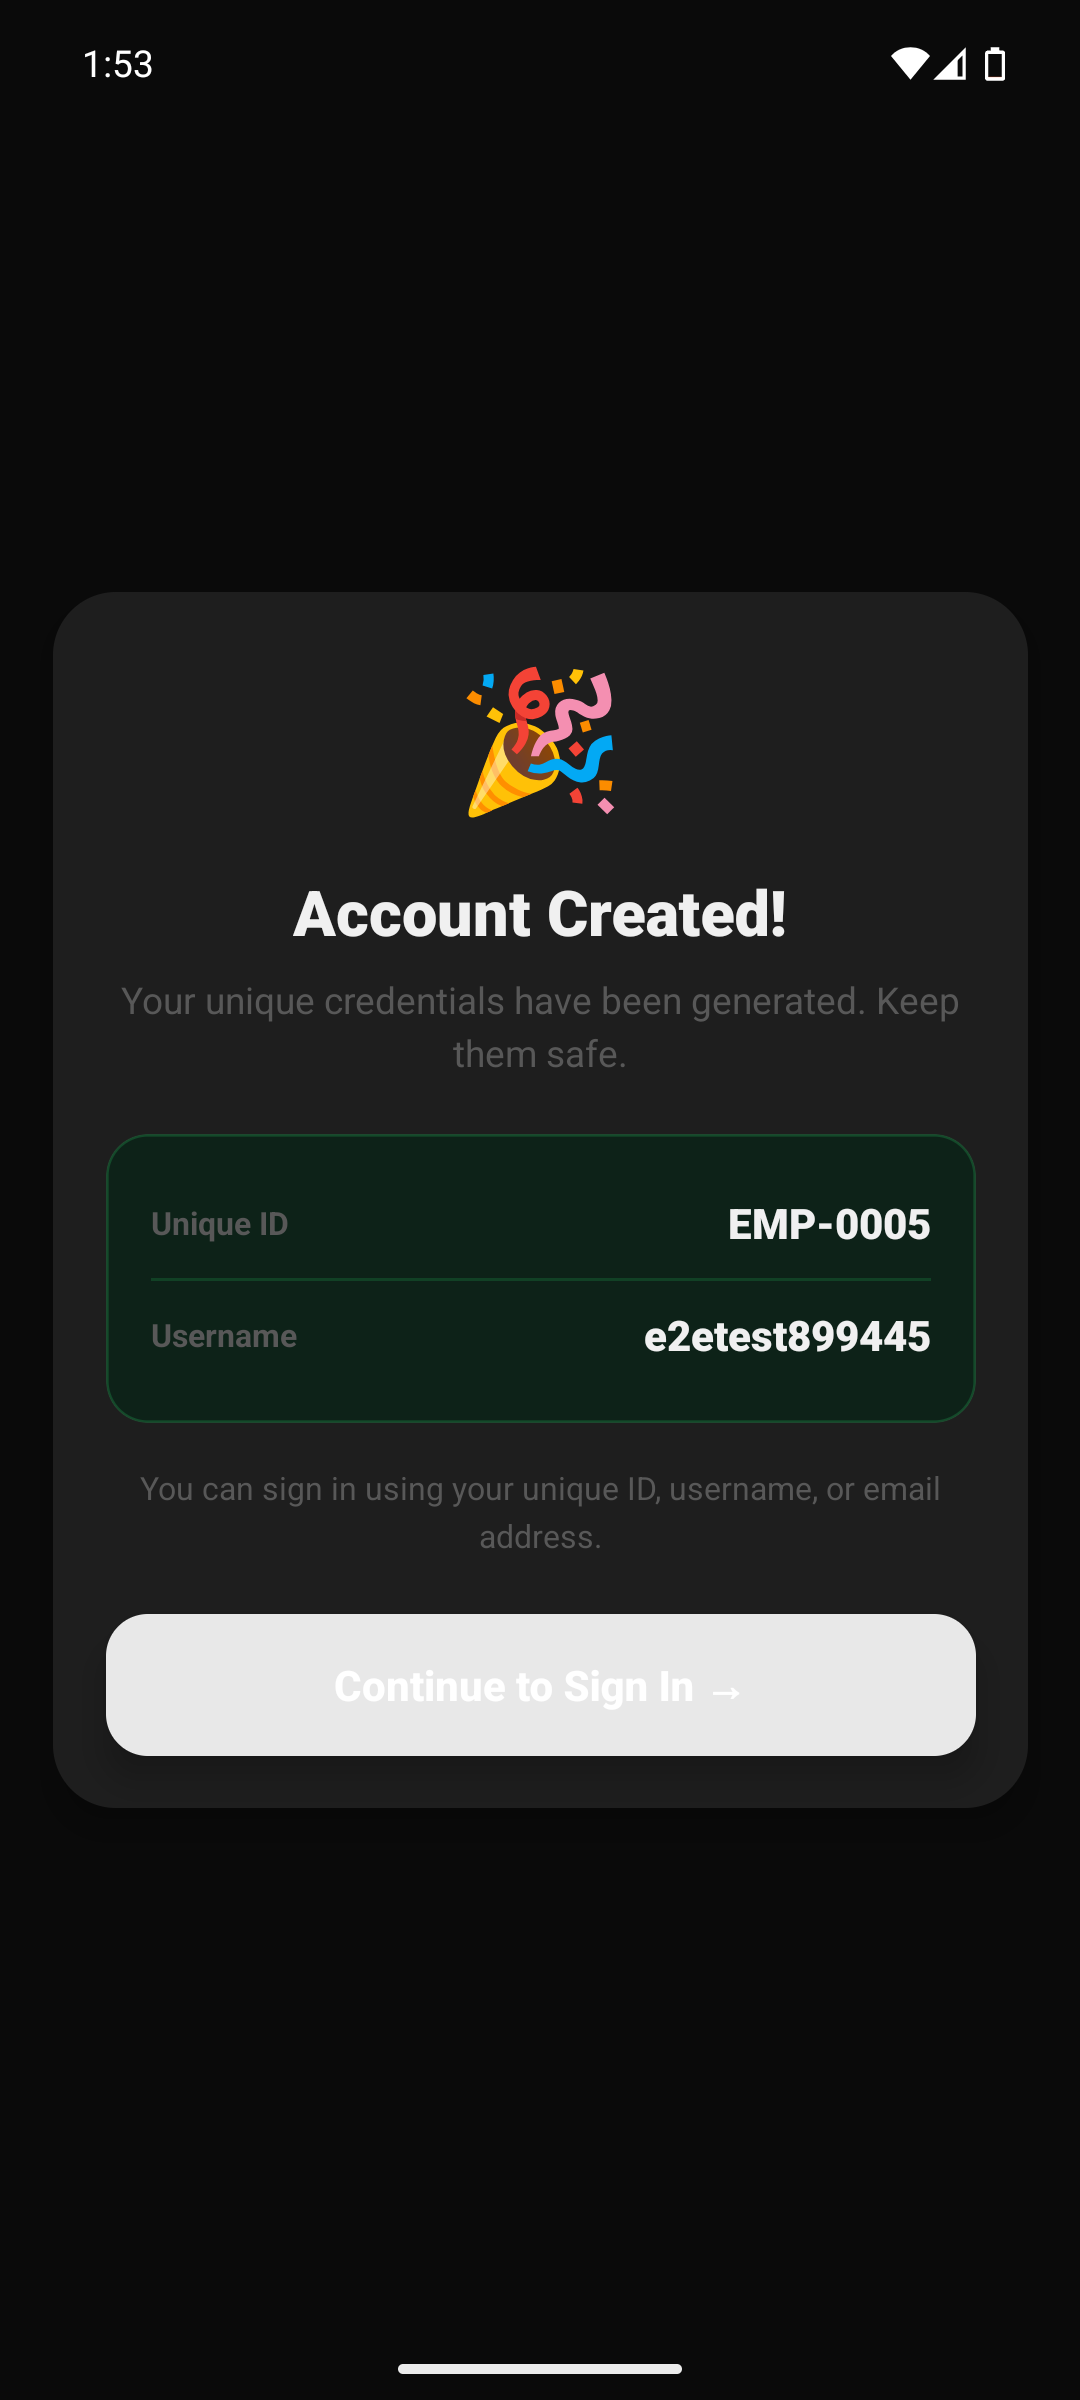 1:53
Account Created!
Your unique credentials have been generated. Keep
them safe.
Unique ID
EMP-0005
Username
e2etest899445
You can sign in using your unique ID, username, or email
address.
Continue to Sign In →